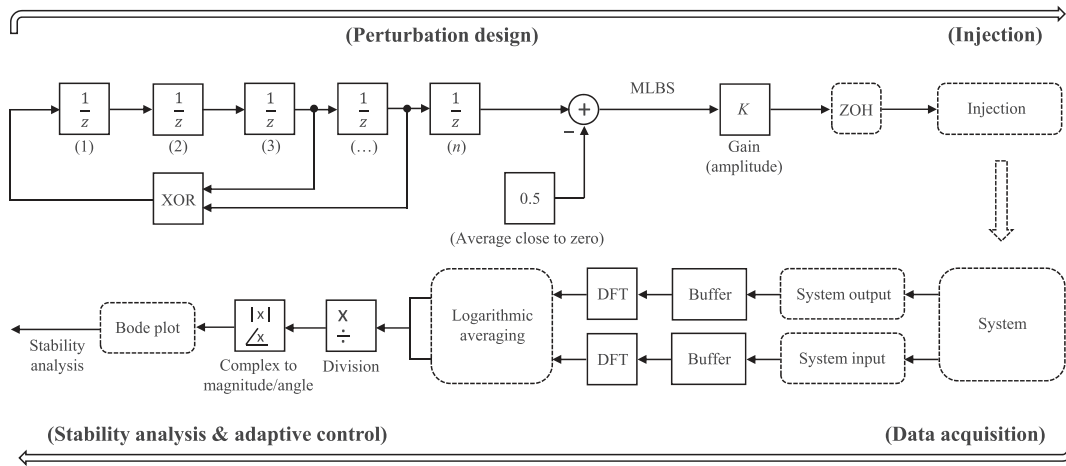 (Perturbation design)
(Injection)
1/z
1/z
1/z
1/z
1/z
(1)
(2)
(3)
(...)
(n)
XOR
+
−
0.5
(Average close to zero)
MLBS
K
Gain
(amplitude)
ZOH
Injection
System
System output
System input
Buffer
Buffer
DFT
DFT
Logarithmic
averaging
×
÷
Division
|x|
∠x
Complex to
magnitude/angle
Bode plot
Stability
analysis
(Stability analysis & adaptive control)
(Data acquisition)